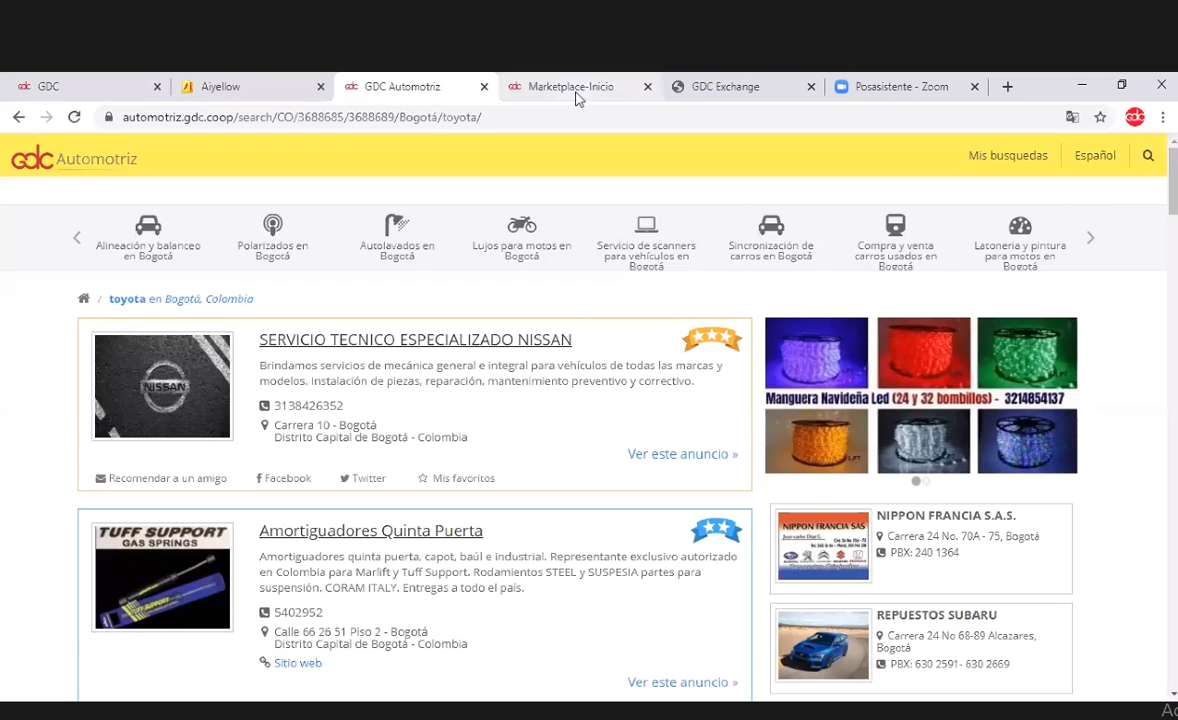 GDC
Aiyellow
GDC Automotriz
Marketplace-Inicio
GDC Exchange
Posasistente - Zoom
automotriz.gdc.coop/search/CO/3688685/3688689/Bogotá/toyota/
gdc
gdc Automotriz
Mis busquedas
Español
Alineación y balanceo
en Bogotá
Polarizados en
Bogotá
Autolavados en
Bogotá
Lujos para motos en
Bogotá
Servicio de scanners
para vehículos en
Bogotá
Sincronización de
carros en Bogotá
Compra y venta
carros usados en
Bogotá
Latoneria y pintura
para motos en
Bogotá
/ toyota en Bogotá, Colombia
NISSAN
SERVICIO TECNICO ESPECIALIZADO NISSAN
Brindamos servicios de mecánica general e integral para vehículos de todas las marcas y
modelos. Instalación de piezas, reparación, mantenimiento preventivo y correctivo.
3138426352
Carrera 10 - Bogotá
Distrito Capital de Bogotá - Colombia
Ver este anuncio »
Recomendar a un amigo
Facebook
Twitter
Mis favoritos
TUFF SUPPORT
GAS SPRINGS
Amortiguadores Quinta Puerta
Amortiguadores quinta puerta, capot, baúl e industrial. Representante exclusivo autorizado
en Colombia para Marlift y Tuff Support. Rodamientos STEEL y SUSPESIA partes para
suspensión. CORAM ITALY. Entregas a todo el país.
5402952
Calle 66 26 51 Piso 2 - Bogotá
Distrito Capital de Bogotá - Colombia
Sitio web
Ver este anuncio »
Manguera Navideña Led (24 y 32 bombillos) - 3214854137
NIPPON FRANCIA SAS
NIPPON FRANCIA S.A.S.
Carrera 24 No. 70A - 75, Bogotá
PBX: 240 1364
REPUESTOS SUBARU
Carrera 24 No 68-89 Alcazares,
Bogotá
PBX: 630 2591- 630 2669